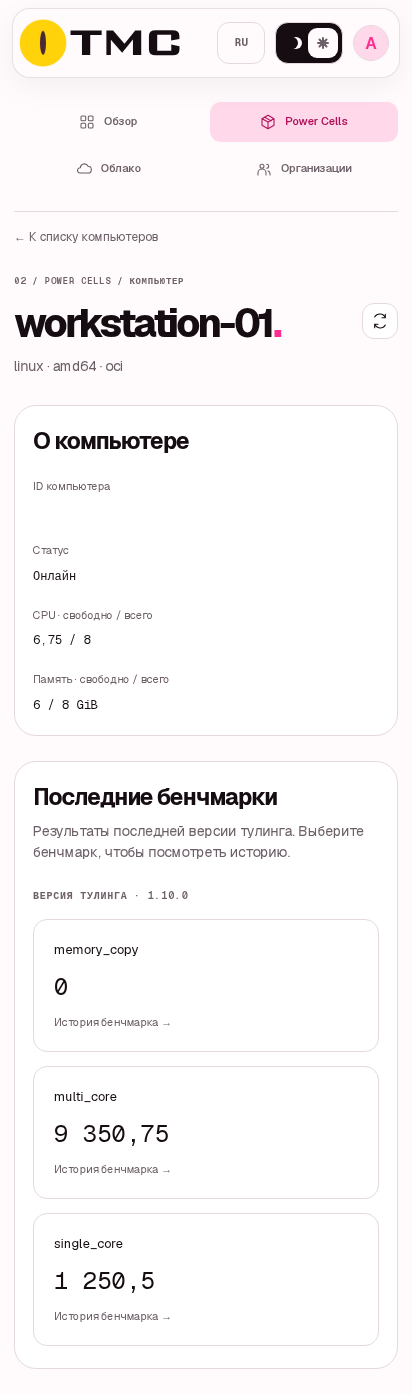 TMC
RU
A
Обзор
Power Cells
Облако
Организации
← К списку компьютеров
02 / POWER CELLS / КОМПЬЮТЕР
workstation-01.
linux · amd64 · oci
О компьютере
ID компьютера
Статус
Онлайн
CPU · свободно / всего
6,75 / 8
Память · свободно / всего
6 / 8 GiB
Последние бенчмарки
Результаты последней версии тулинга. Выберите
бенчмарк, чтобы посмотреть историю.
ВЕРСИЯ ТУЛИНГА · 1.10.0
memory_copy
0
История бенчмарка →
multi_core
9 350,75
История бенчмарка →
single_core
1 250,5
История бенчмарка →